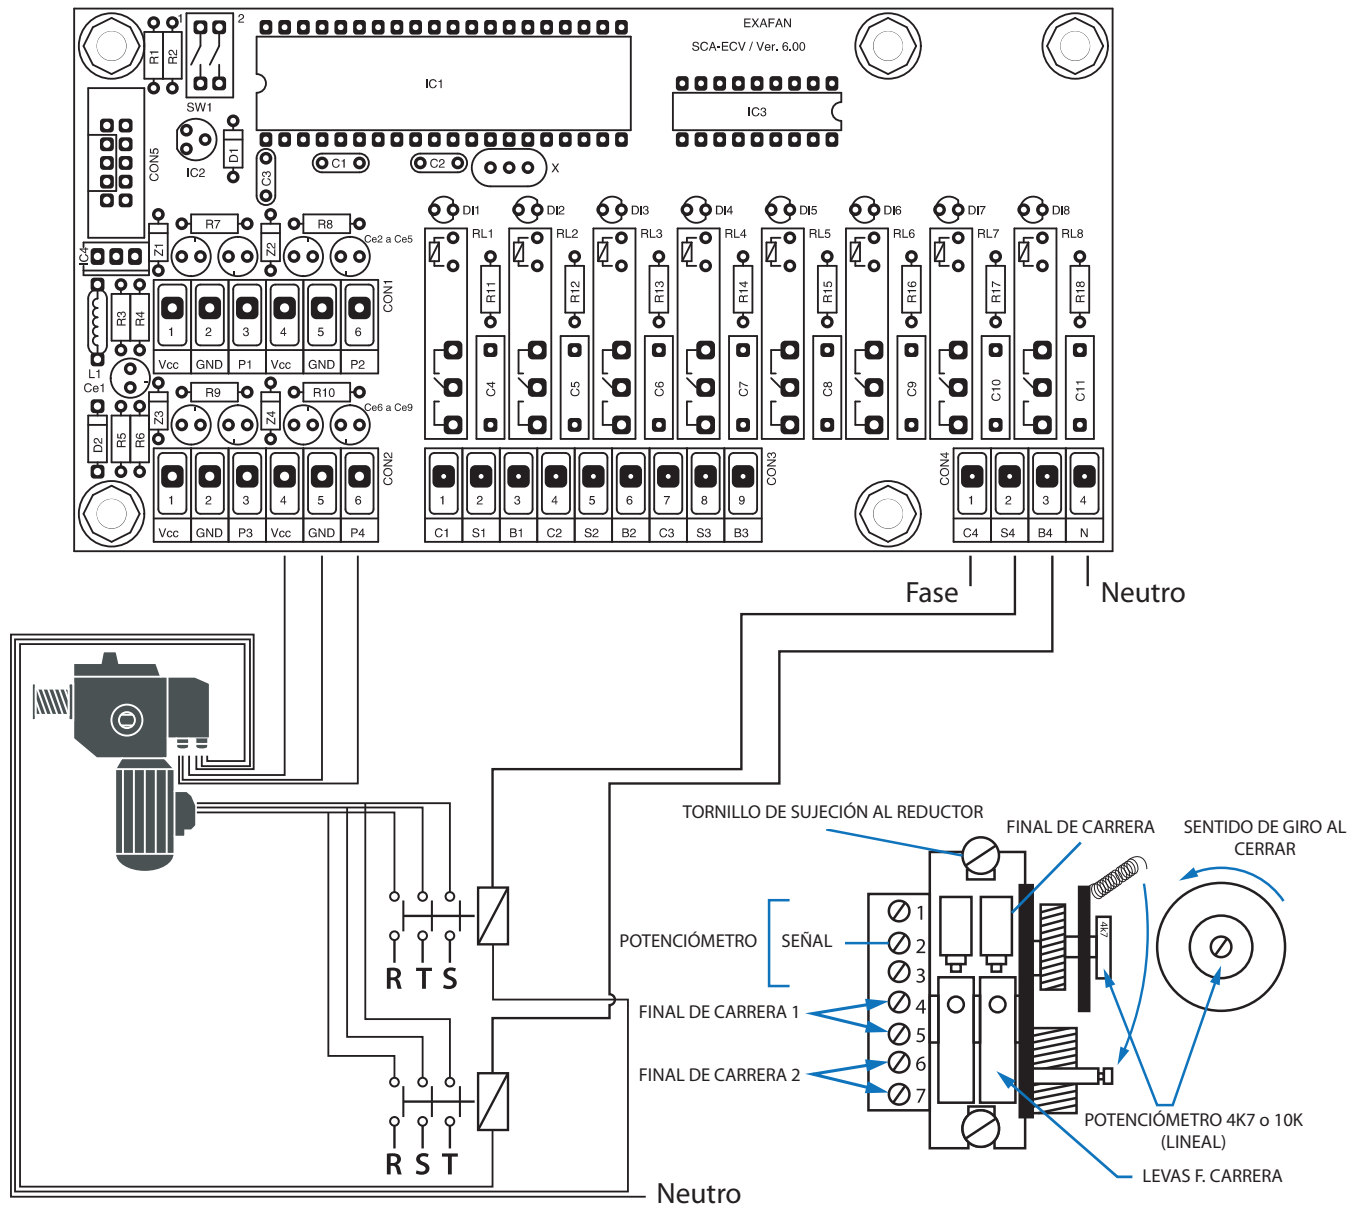 EXAFAN
SCA-ECV / Ver. 6.00
1 2
R1 R2
SW1
IC1
IC3
CON5
IC2
D1
C3
C1
C2
X
IC4
Z1
R7
Z2
R8
Ce2 a Ce5
DI1 DI2 DI3 DI4 DI5 DI6 DI7 DI8
RL1 RL2 RL3 RL4 RL5 RL6 RL7 RL8
R11 R12 R13 R14 R15 R16 R17 R18
R3 R4
L1
Ce1
1 2 3 4 5 6
CON1
Vcc GND P1 Vcc GND P2
C4 C5 C6 C7 C8 C9 C10 C11
Z3
R9
Z4
R10
Ce6 a Ce9
D2 R5 R6
1 2 3 4 5 6
CON2
Vcc GND P3 Vcc GND P4
1 2 3 4 5 6 7 8 9
CON3
C1 S1 B1 C2 S2 B2 C3 S3 B3
CON4
1 2 3 4
C4 S4 B4 N
Fase
Neutro
R T S
R S T
Neutro
TORNILLO DE SUJECIÓN AL REDUCTOR
FINAL DE CARRERA
SENTIDO DE GIRO AL
CERRAR
POTENCIÓMETRO
SEÑAL
1
2
3
4
5
6
7
4K7
FINAL DE CARRERA 1
FINAL DE CARRERA 2
POTENCIÓMETRO 4K7 o 10K
(LINEAL)
LEVAS F. CARRERA